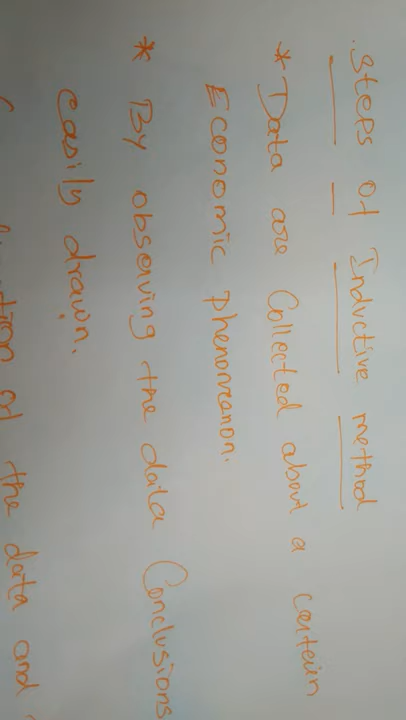 Steps of Inductive method
* Data are Collected about a certain
Economic phenomenon.
* By observing the data Conclusions
easily drawn.
of the data and